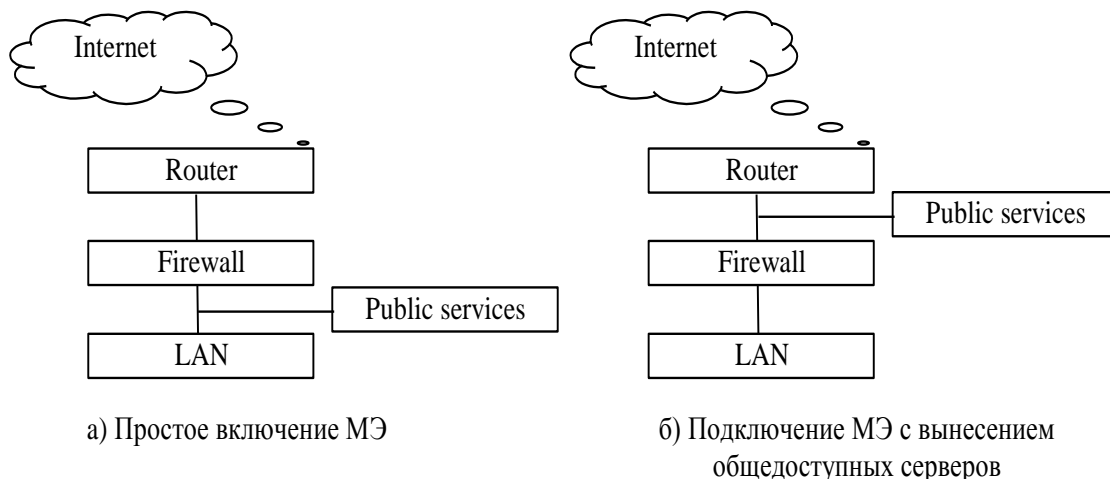 Internet
Router
Firewall
Public services
LAN
а) Простое включение МЭ
Internet
Router
Public services
Firewall
LAN
б) Подключение МЭ с вынесением
общедоступных серверов